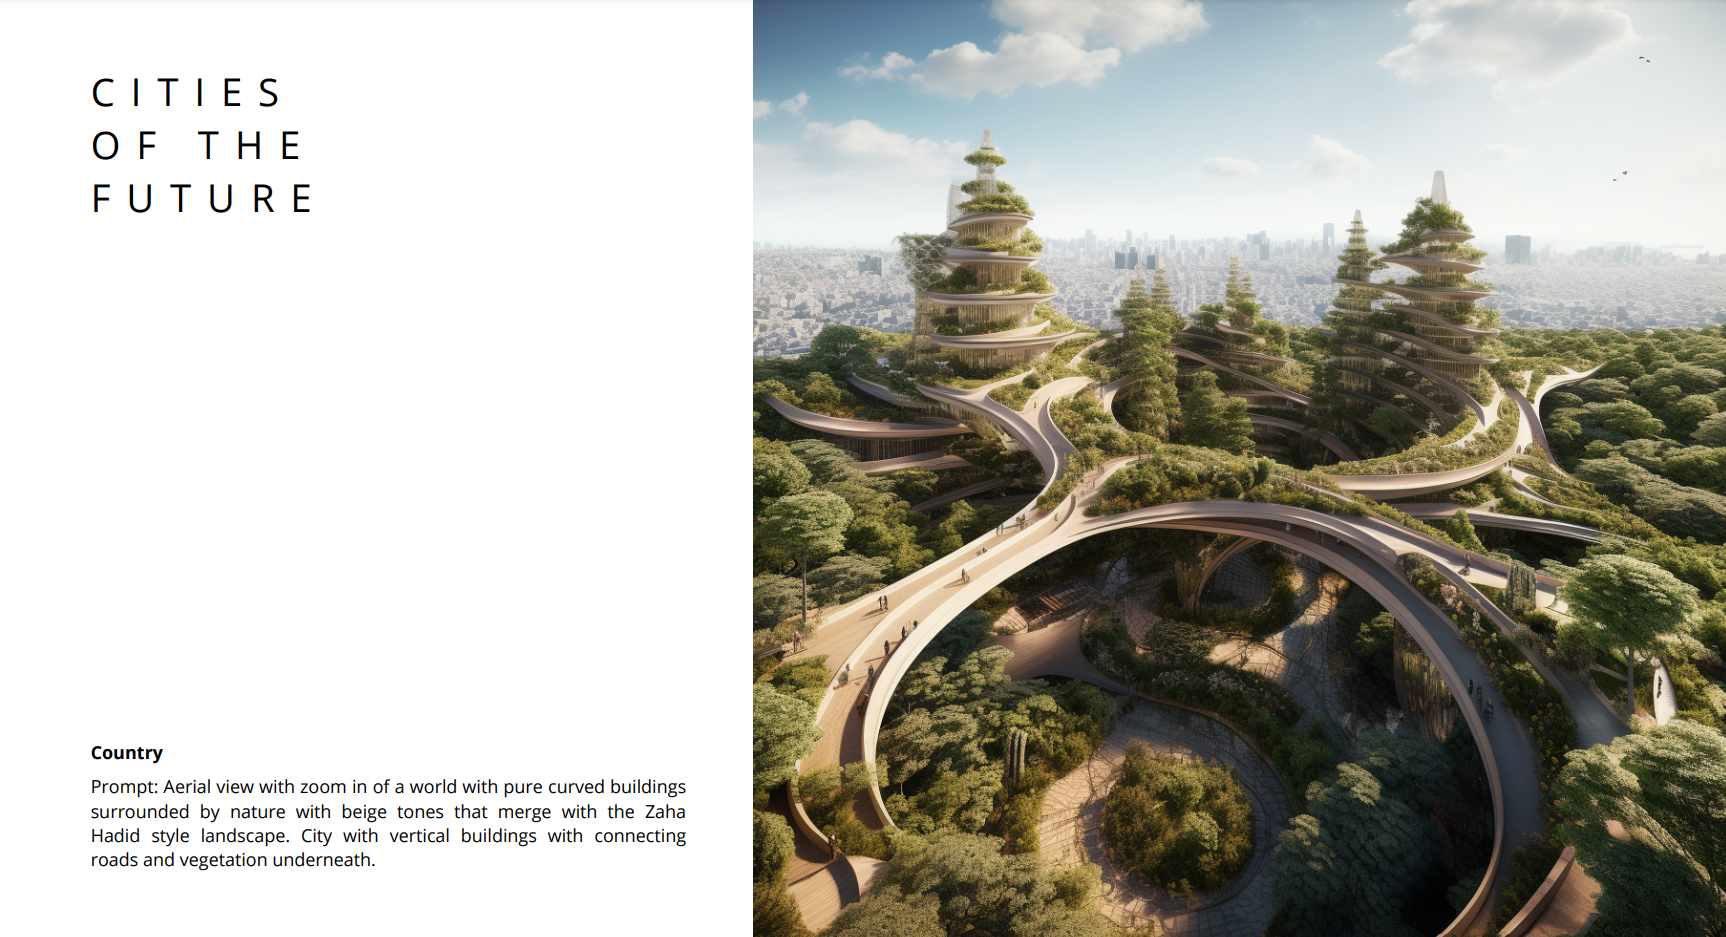 CITIES
OF THE
FUTURE
Country
Prompt: Aerial view with zoom in of a world with pure curved buildings
surrounded by nature with beige tones that merge with the Zaha
Hadid style landscape. City with vertical buildings with connecting
roads and vegetation underneath.